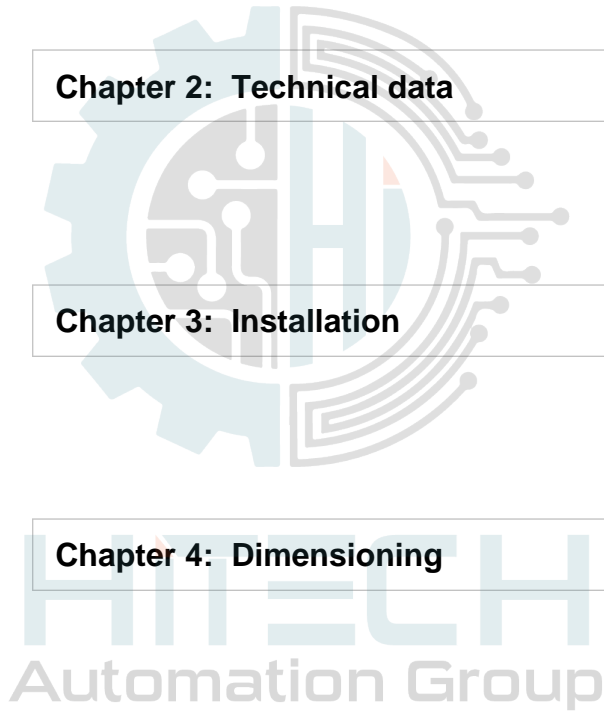 Chapter 2: Technical data
Chapter 3: Installation
Chapter 4: Dimensioning
HiTECH
Automation Group